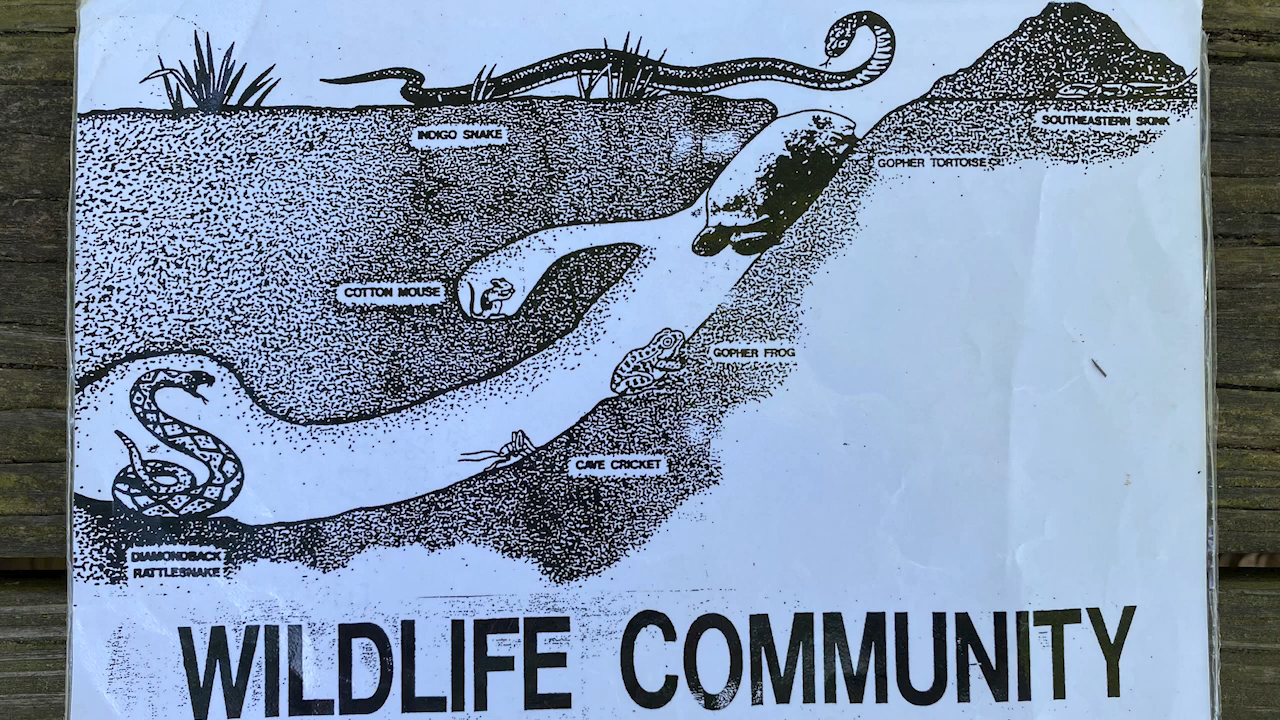 INDIGO SNAKE
SOUTHEASTERN SKINK
GOPHER TORTOISE
COTTON MOUSE
GOPHER FROG
CAVE CRICKET
DIAMONDBACK
RATTLESNAKE
WILDLIFE COMMUNITY